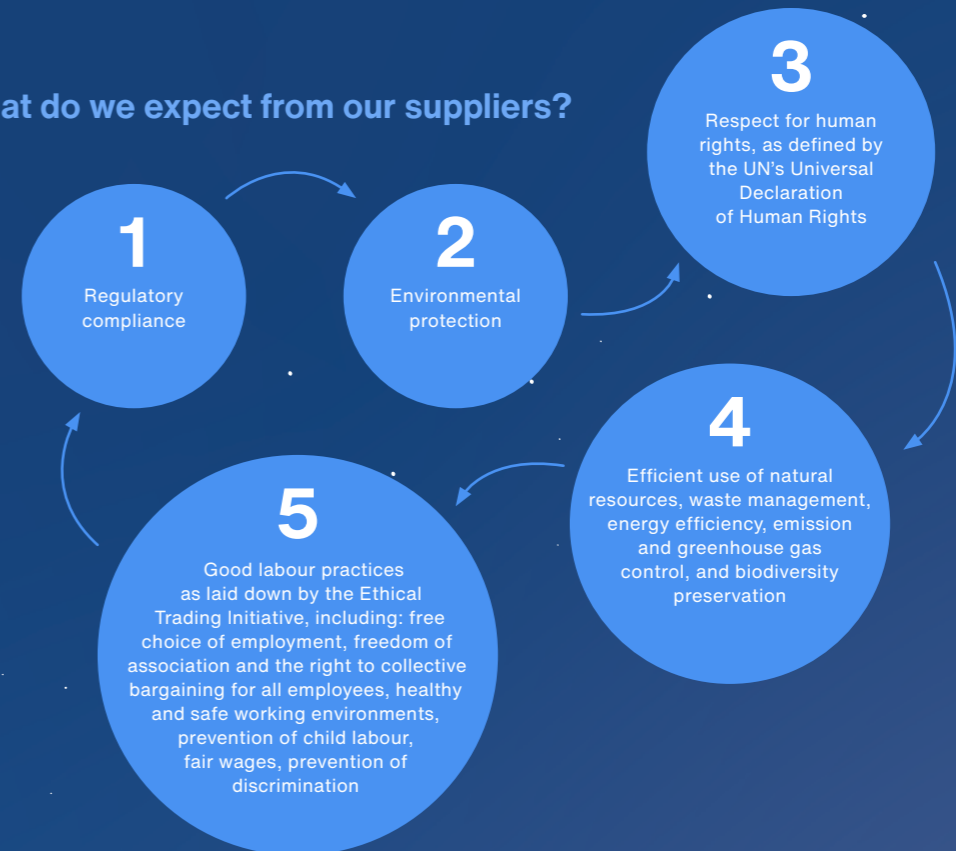 at do we expect from our suppliers?
1
Regulatory
compliance
2
Environmental
protection
3
Respect for human
rights, as defined by
the UN’s Universal
Declaration
of Human Rights
4
Efficient use of natural
resources, waste management,
energy efficiency, emission
and greenhouse gas
control, and biodiversity
preservation
5
Good labour practices
as laid down by the Ethical
Trading Initiative, including: free
choice of employment, freedom of
association and the right to collective
bargaining for all employees, healthy
and safe working environments,
prevention of child labour,
fair wages, prevention of
discrimination